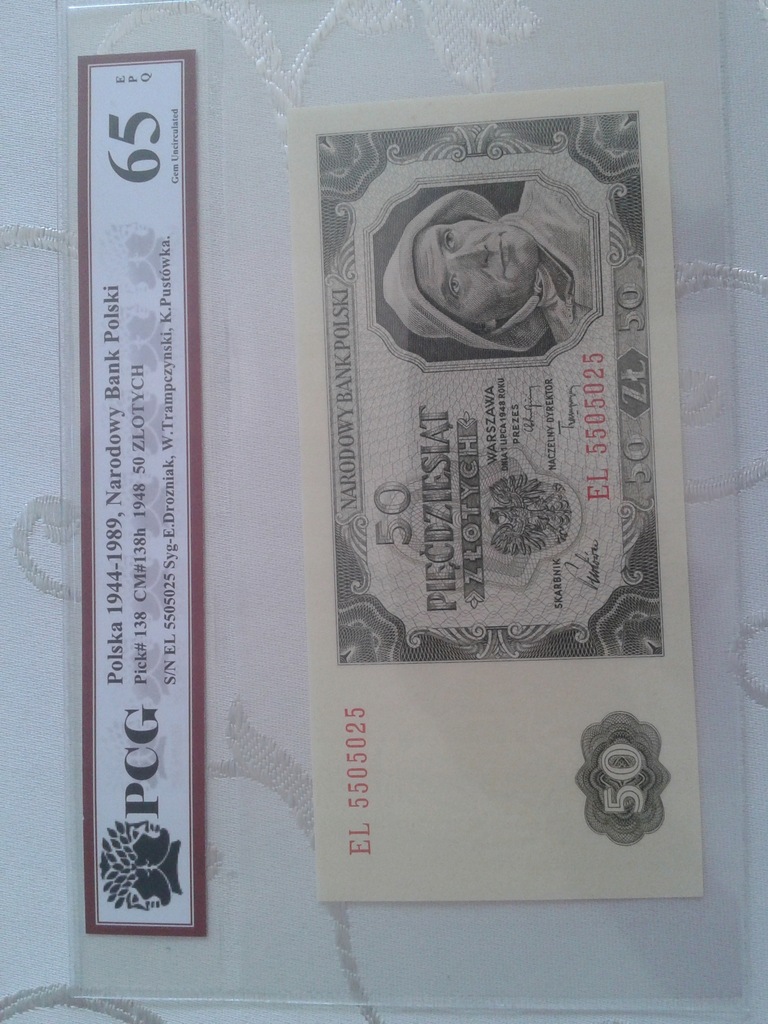 PCG
Polska 1944-1989, Narodowy Bank Polski
Pick# 138 CM#138h 1948 50 ZLOTYCH
S/N EL 5505025 Syg-E.Drozniak, W.Trampczynski, K.Pustówka.
65
E
P
Q
Gem Uncirculated
EL 5505025
50
NARODOWY BANK POLSKI
50
PIĘĆDZIESIĄT
ZŁOTYCH
WARSZAWA
DNIA 1 LIPCA 1948 ROKU
PREZES
SKARBNIK
NACZELNY DYREKTOR
EL 5505025
50 ZŁ 50